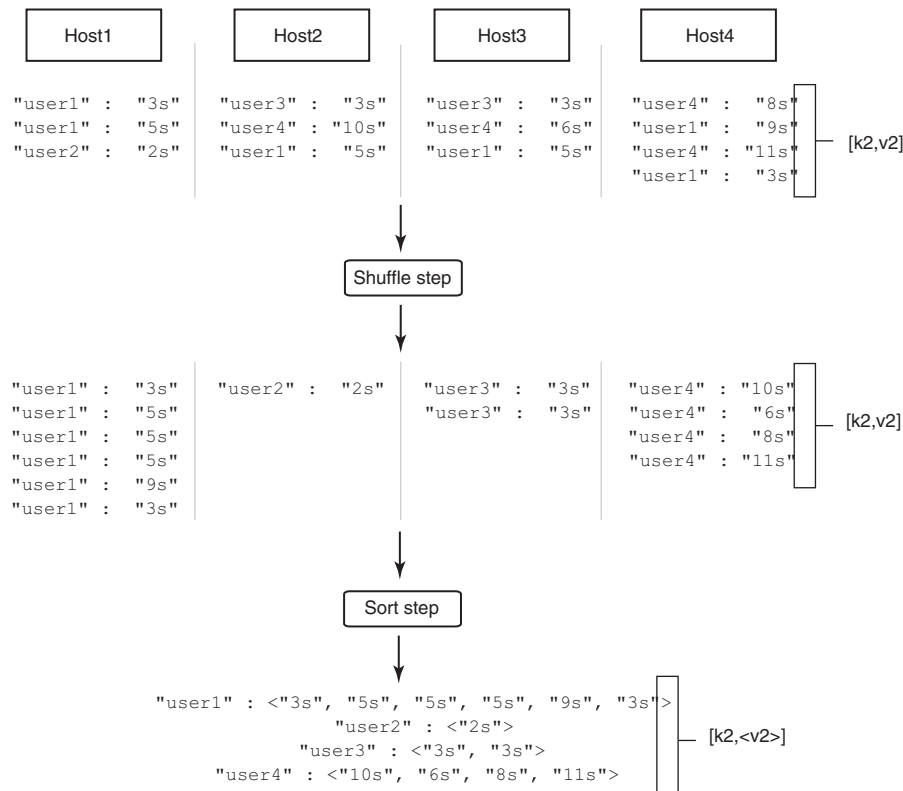 Host1 Host2 Host3 Host4
"user1" : "3s" "user3" : "3s" "user3" : "3s" "user4" : "8s"
"user1" : "5s" "user4" : "10s" "user4" : "6s" "user1" : "9s"
"user2" : "2s" "user1" : "5s" "user1" : "5s" "user4" : "11s" [k2,v2]
"user1" : "3s"
Shuffle step
"user1" : "3s" "user2" : "2s" "user3" : "3s" "user4" : "10s"
"user1" : "5s" "user3" : "3s" "user4" : "6s"
"user1" : "5s" "user4" : "8s" [k2,v2]
"user1" : "5s" "user4" : "11s"
"user1" : "9s"
"user1" : "3s"
Sort step
"user1" : <"3s", "5s", "5s", "5s", "9s", "3s">
"user2" : <"2s">
"user3" : <"3s", "3s"> [k2,<v2>]
"user4" : <"10s", "6s", "8s", "11s">